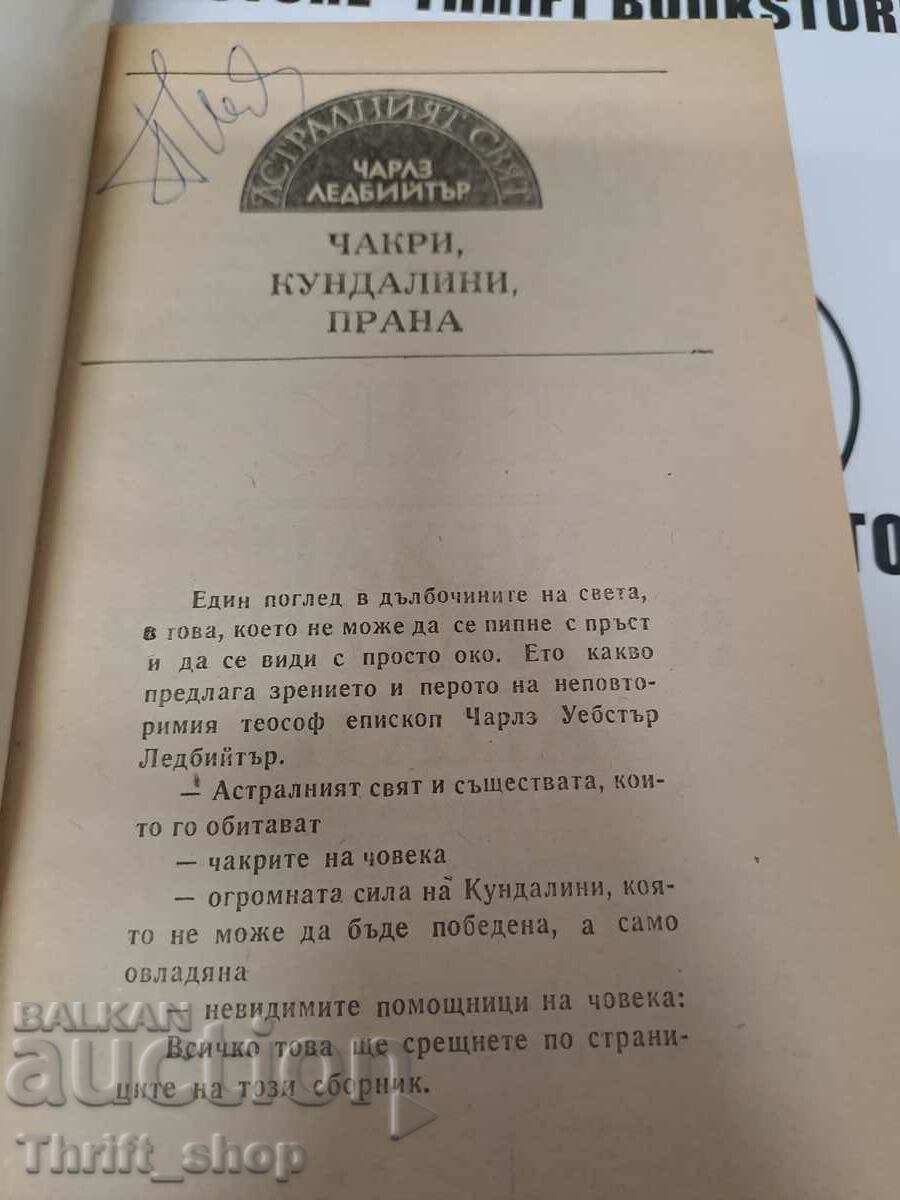 THRIFT BOOKSTORE
АСТРАЛНИЯТ СВЯТ
ЧАРЛЗ
ЛЕДБИЙТЪР
ЧАКРИ,
КУНДАЛИНИ,
ПРАНА
Един поглед в дълбочините на света,
в това, което не може да се пипне с пръст
и да се види с просто око. Ето какво
предлага зрението и перото на неповто-
римия теософ епископ Чарлз Уебстър
Ледбийтър.
— Астралният свят и съществата, кои-
то го обитават
— чакрите на човека
— огромната сила на Кундалини, коя-
то не може да бъде победена, а само
овладяна
— невидимите помощници на човека:
Всичко това ще срещнете по страни-
ците на този сборник.
BALKAN
auction
Thrift_shop